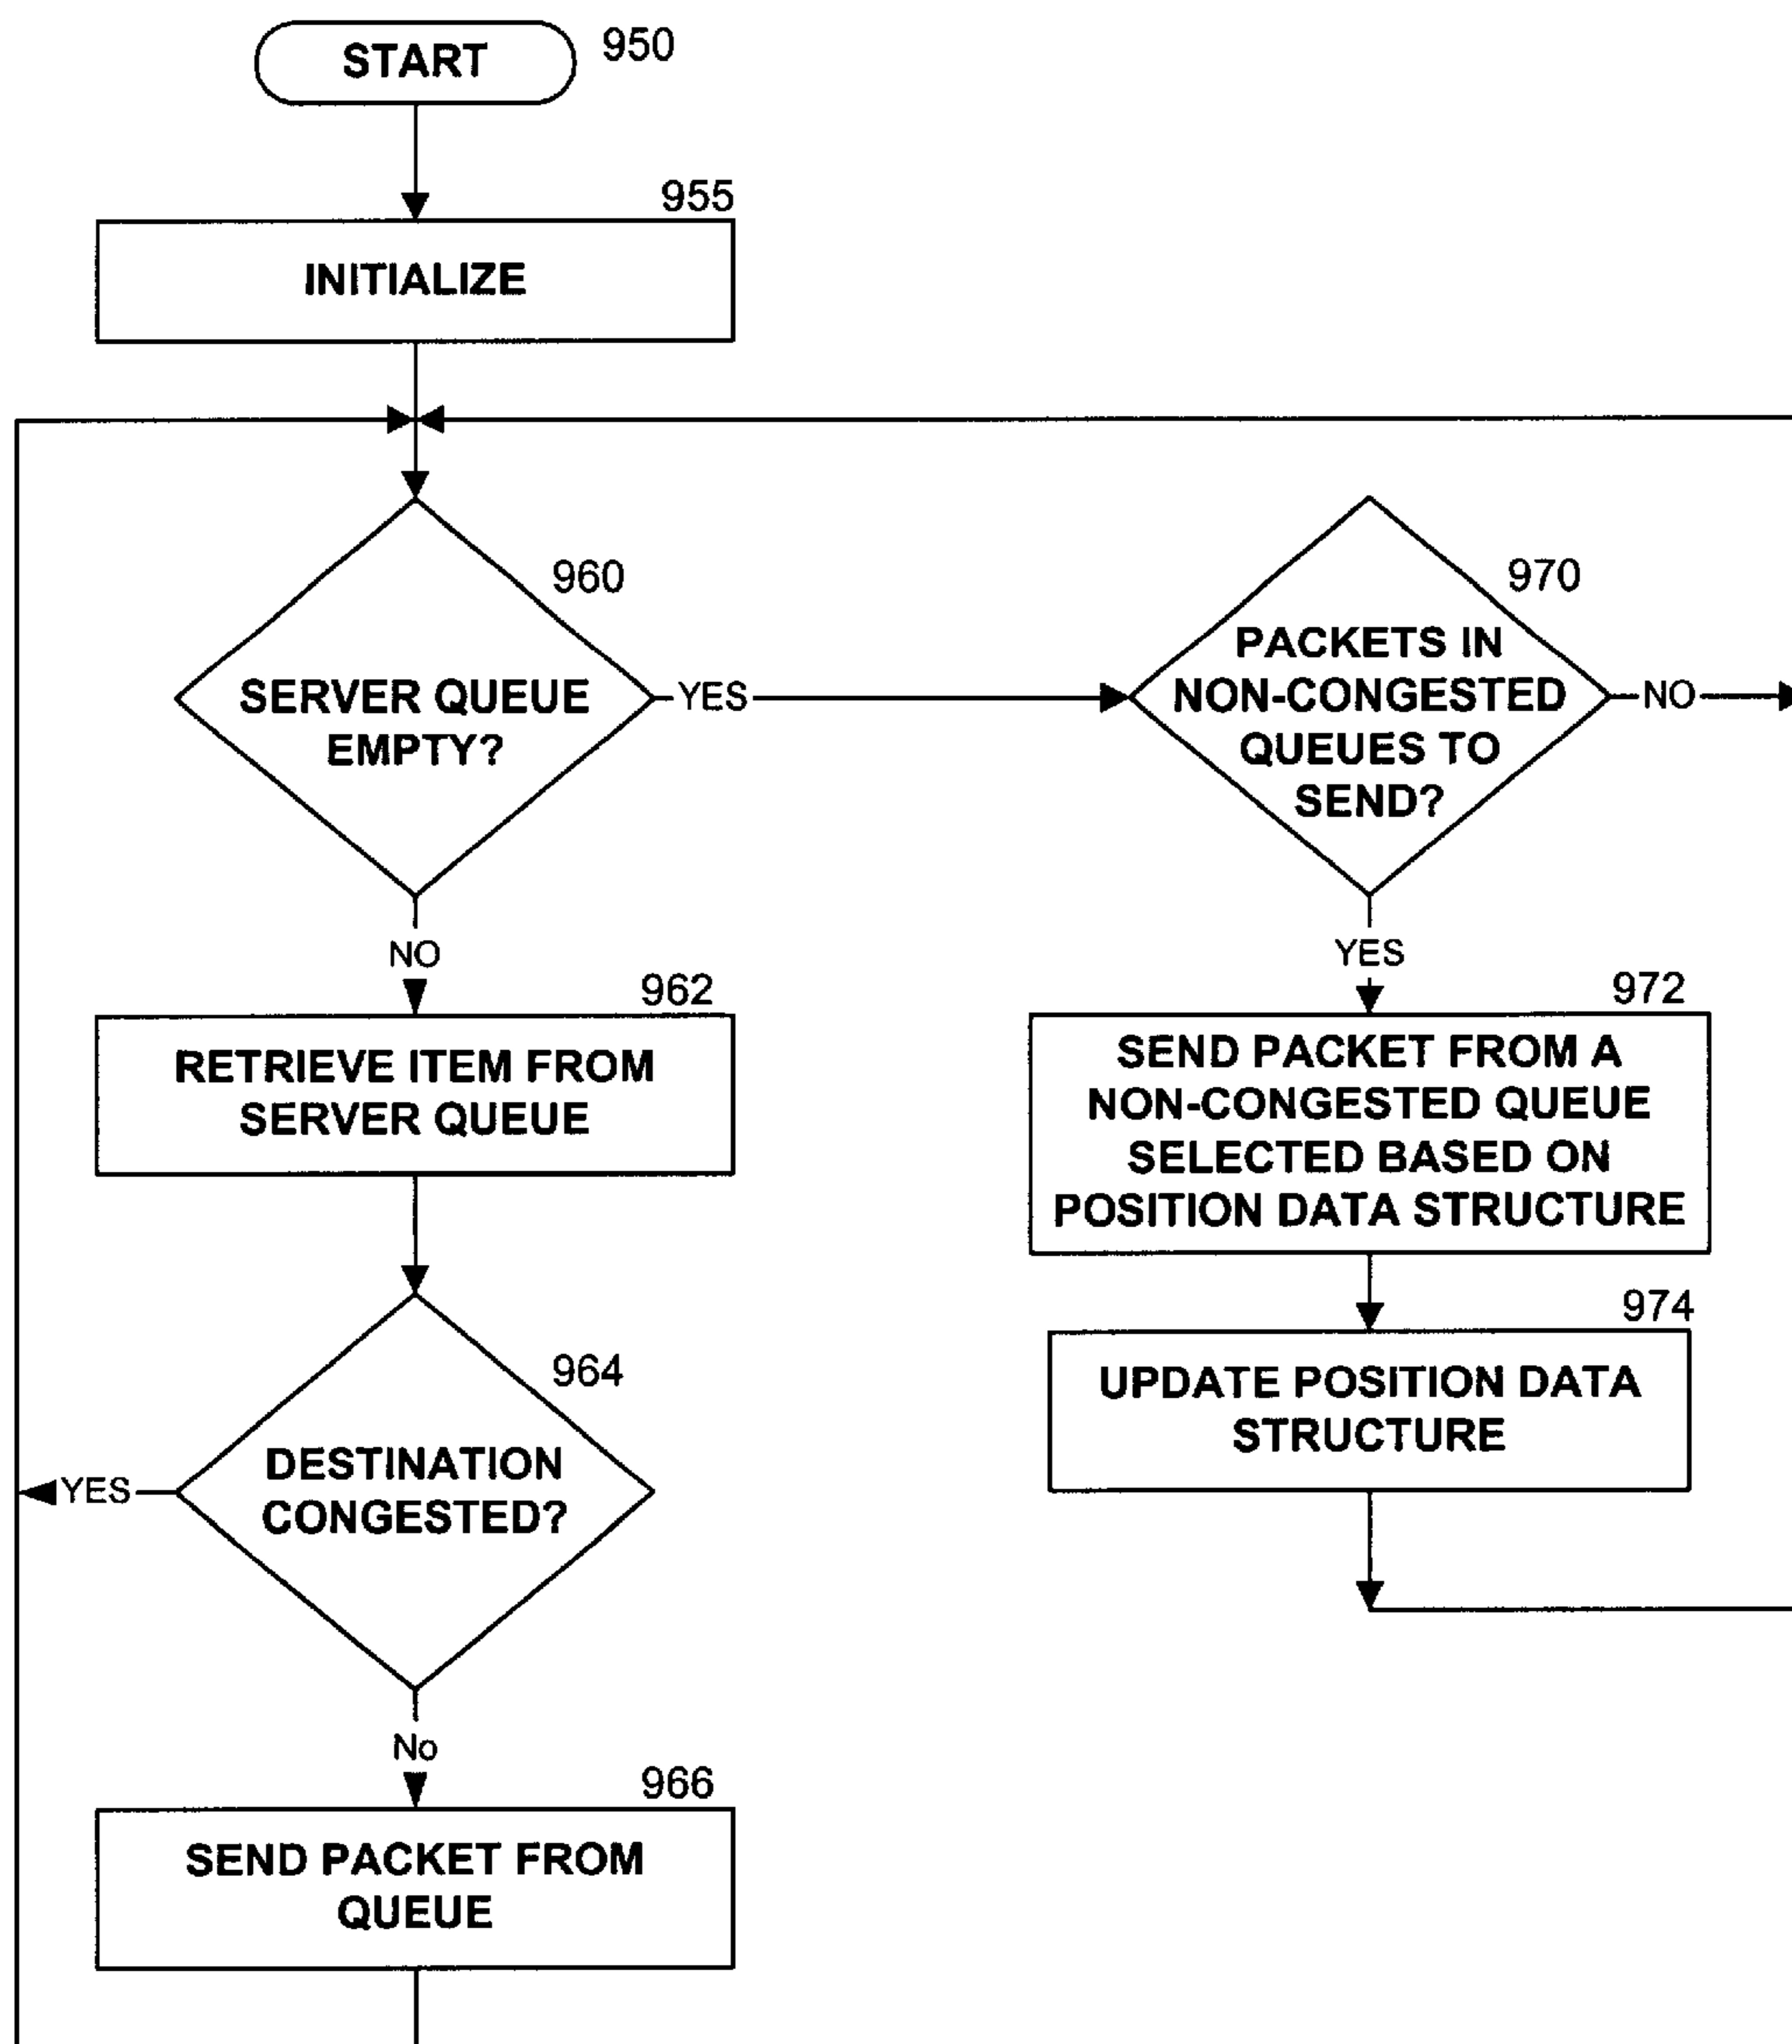 START
950
955
INITIALIZE
960
SERVER QUEUE
EMPTY?
YES
970
PACKETS IN
NON-CONGESTED
QUEUES TO
SEND?
NO
NO
YES
962
RETRIEVE ITEM FROM
SERVER QUEUE
972
SEND PACKET FROM A
NON-CONGESTED QUEUE
SELECTED BASED ON
POSITION DATA STRUCTURE
974
UPDATE POSITION DATA
STRUCTURE
964
DESTINATION
CONGESTED?
YES
No
966
SEND PACKET FROM
QUEUE